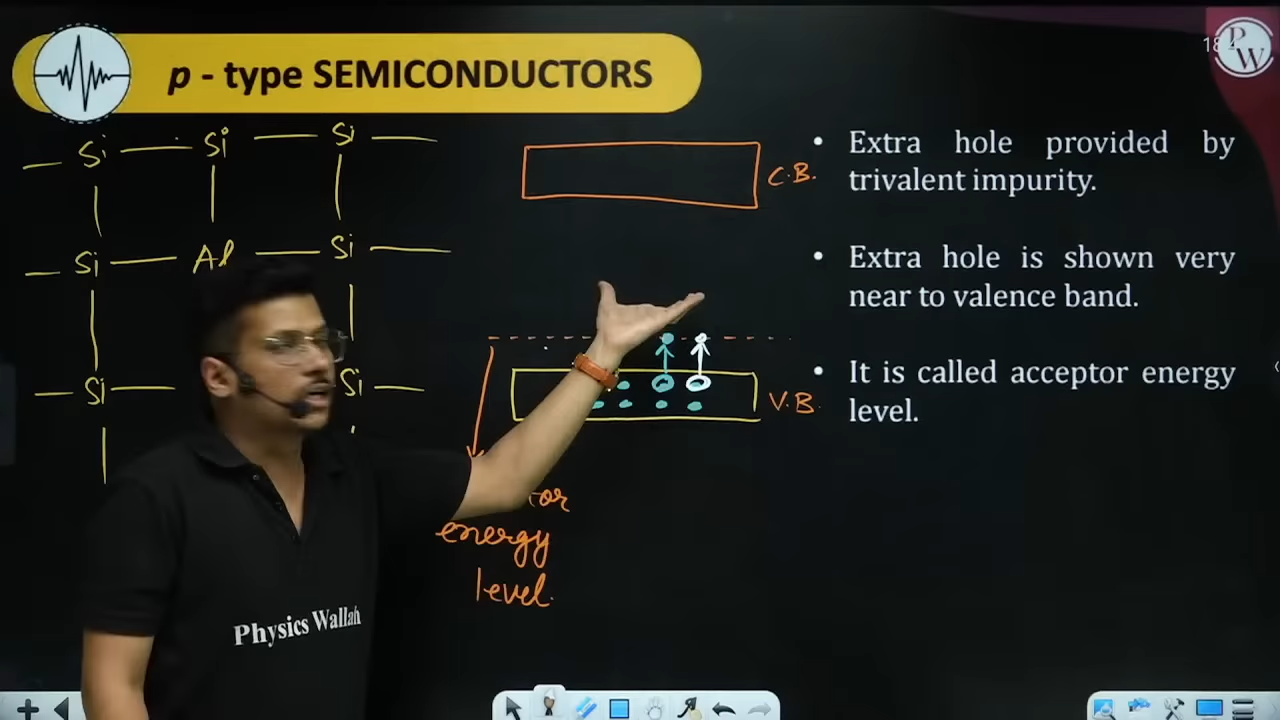 p - type SEMICONDUCTORS
PW
Si Si Si
Si Al Si
Si Si
C.B.
V.B.
energy
level.
• Extra hole provided by
trivalent impurity.
• Extra hole is shown very
near to valence band.
• It is called acceptor energy
level.
Physics Wallah